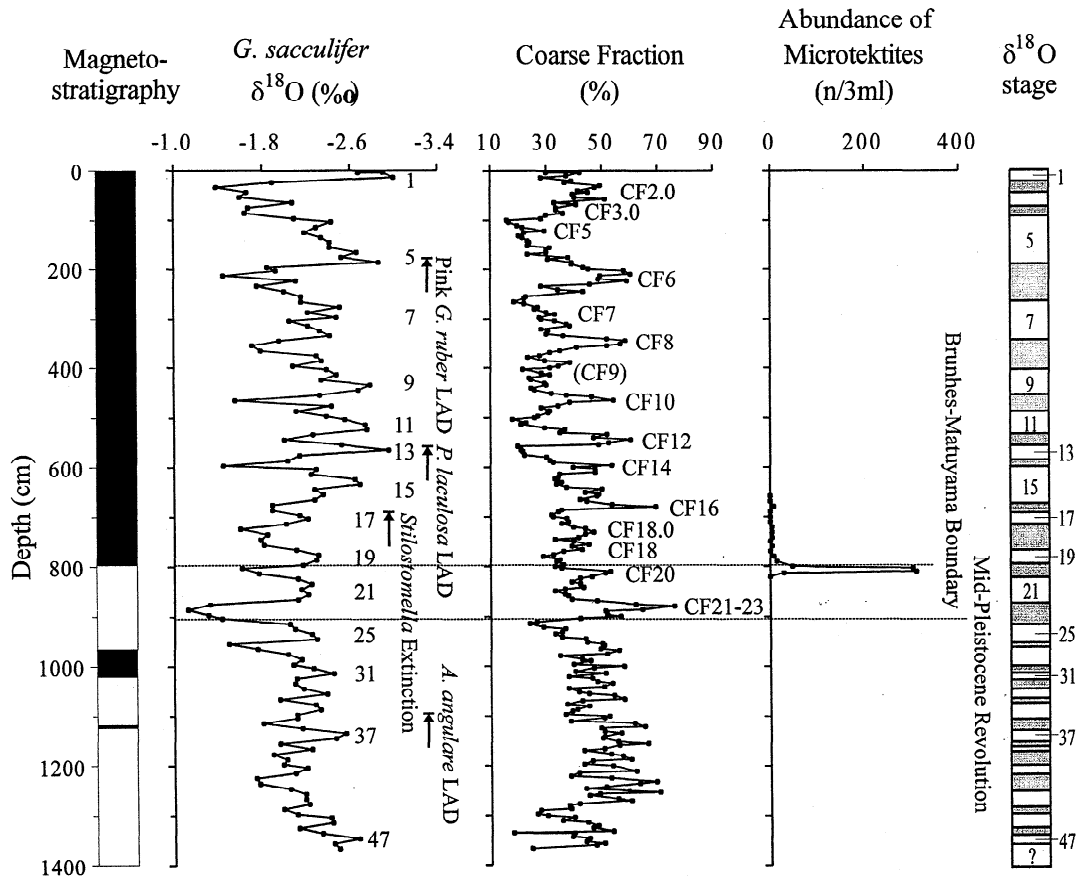 Magneto-
stratigraphy
G. sacculifer
δ18O (‰)
Coarse Fraction
(%)
Abundance of
Microtektites
(n/3ml)
δ18O
stage
-1.0 -1.8 -2.6 -3.4
10 30 50 70 90
0 200 400
Depth (cm)
0
200
400
600
800
1000
1200
1400
1
5
7
9
11
13
15
17
19
21
25
31
37
47
Pink G. ruber LAD
P. laculosa LAD
Stilostomella Extinction
A. angulare LAD
CF2.0
CF3.0
CF5
CF6
CF7
CF8
(CF9)
CF10
CF12
CF14
CF16
CF18.0
CF18
CF20
CF21-23
Brunhes-Matuyama Boundary
Mid-Pleistocene Revolution
1
5
7
9
11
13
15
17
19
21
25
31
37
47
?